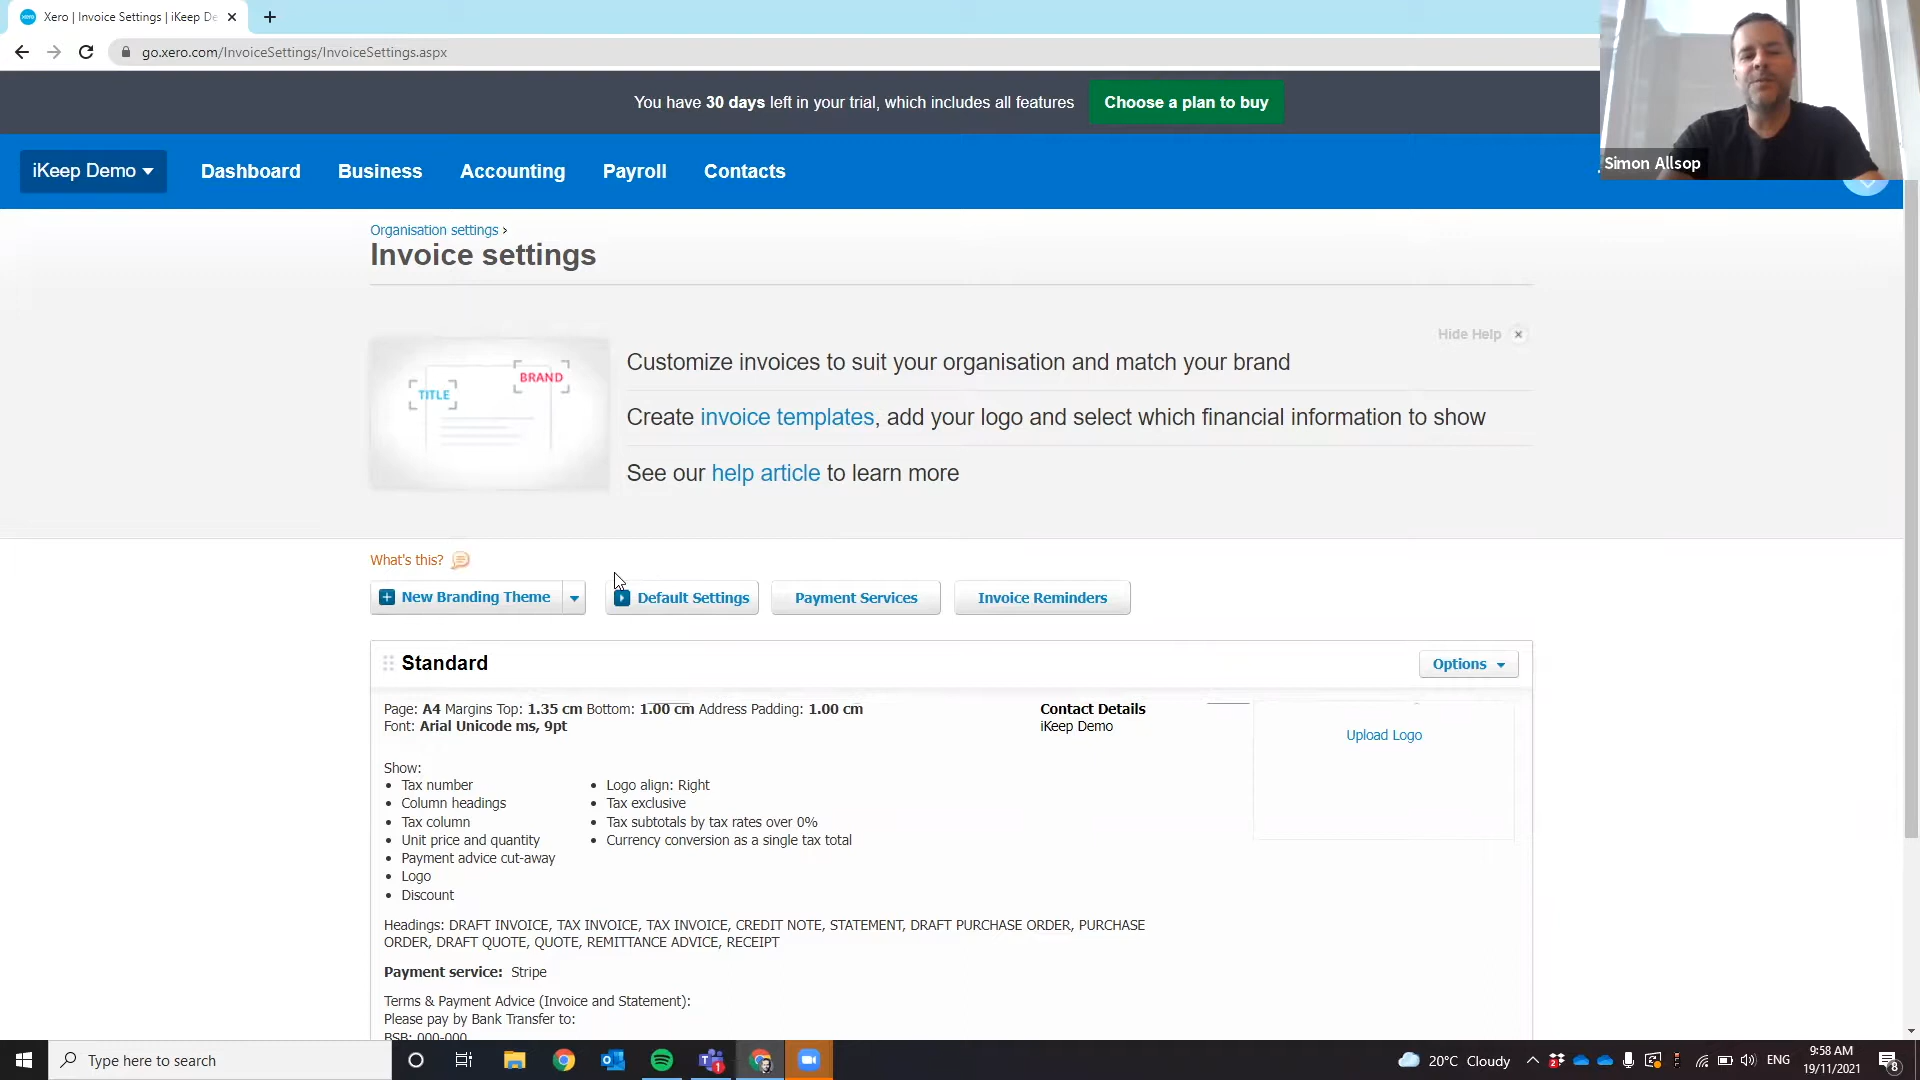 Xero | Invoice Settings | iKeep De
go.xero.com/InvoiceSettings/InvoiceSettings.aspx
You have 30 days left in your trial, which includes all features
Choose a plan to buy
Simon Allsop
iKeep Demo
Dashboard
Business
Accounting
Payroll
Contacts
Organisation settings ›
Invoice settings
Hide Help
TITLE
BRAND
Customize invoices to suit your organisation and match your brand
Create invoice templates, add your logo and select which financial information to show
See our help article to learn more
What's this?
New Branding Theme
Default Settings
Payment Services
Invoice Reminders
Standard
Options
Page: A4 Margins Top: 1.35 cm Bottom: 1.00 cm Address Padding: 1.00 cm
Font: Arial Unicode ms, 9pt
Contact Details
iKeep Demo
Upload Logo
Show:
• Tax number
• Column headings
• Tax column
• Unit price and quantity
• Payment advice cut-away
• Logo
• Discount
• Logo align: Right
• Tax exclusive
• Tax subtotals by tax rates over 0%
• Currency conversion as a single tax total
Headings: DRAFT INVOICE, TAX INVOICE, TAX INVOICE, CREDIT NOTE, STATEMENT, DRAFT PURCHASE ORDER, PURCHASE
ORDER, DRAFT QUOTE, QUOTE, REMITTANCE ADVICE, RECEIPT
Payment service: Stripe
Terms & Payment Advice (Invoice and Statement):
Please pay by Bank Transfer to:
BSB: 000-000
Type here to search
20°C Cloudy
ENG
9:58 AM
19/11/2021
8